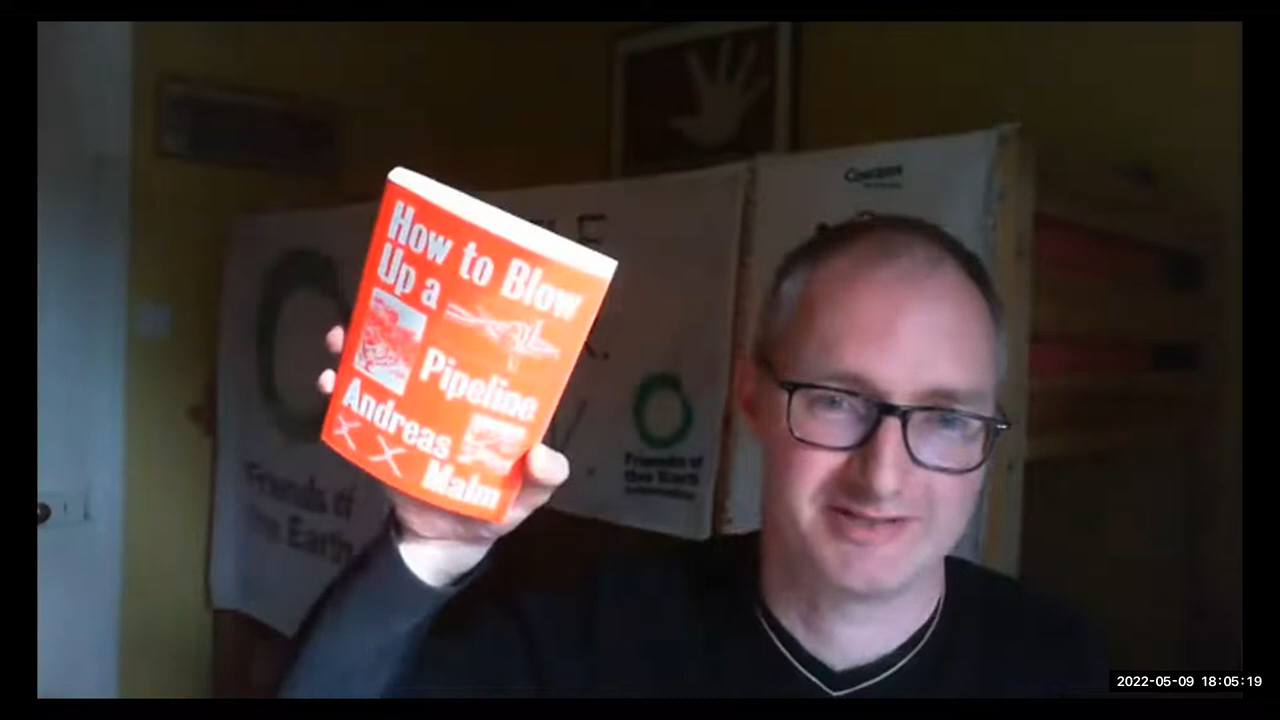 How to Blow
Up a
Pipeline
Andreas
Malm
Friends of
the Earth
Friends of
the Earth
International
2022-05-09 18:05:19